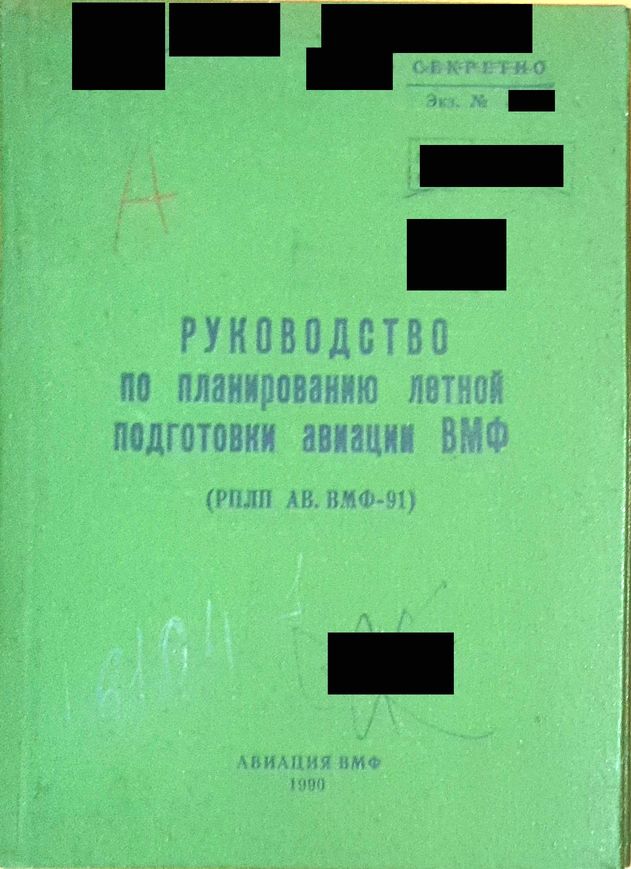 СЕКРЕТНО
Экз. №
А
РУКОВОДСТВО
по планированию летной
подготовки авиации ВМФ
(РПЛП АВ. ВМФ-91)
АВИАЦИЯ ВМФ
1990